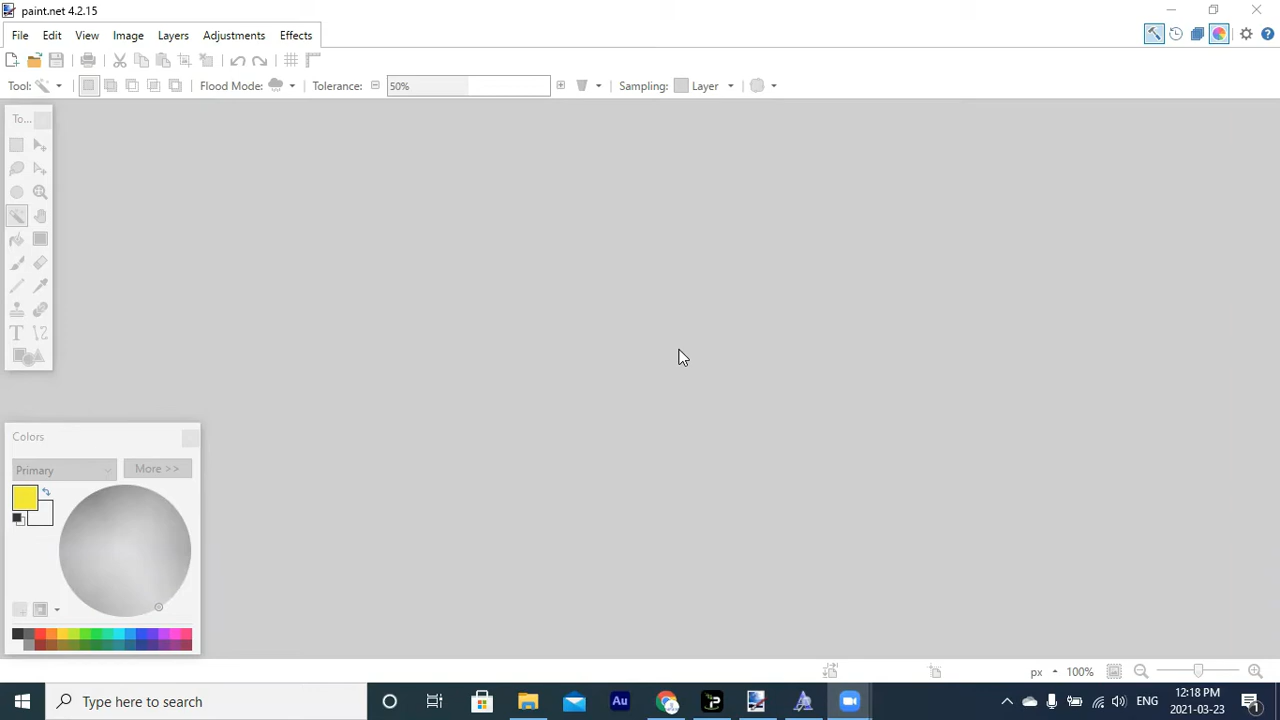 paint.net 4.2.15
File Edit View Image Layers Adjustments Effects
Tool: Flood Mode: Tolerance: 50% Sampling: Layer
To...
Colors
Primary More >>
px 100%
Type here to search
Au
ENG
12:18 PM
2021-03-23
1